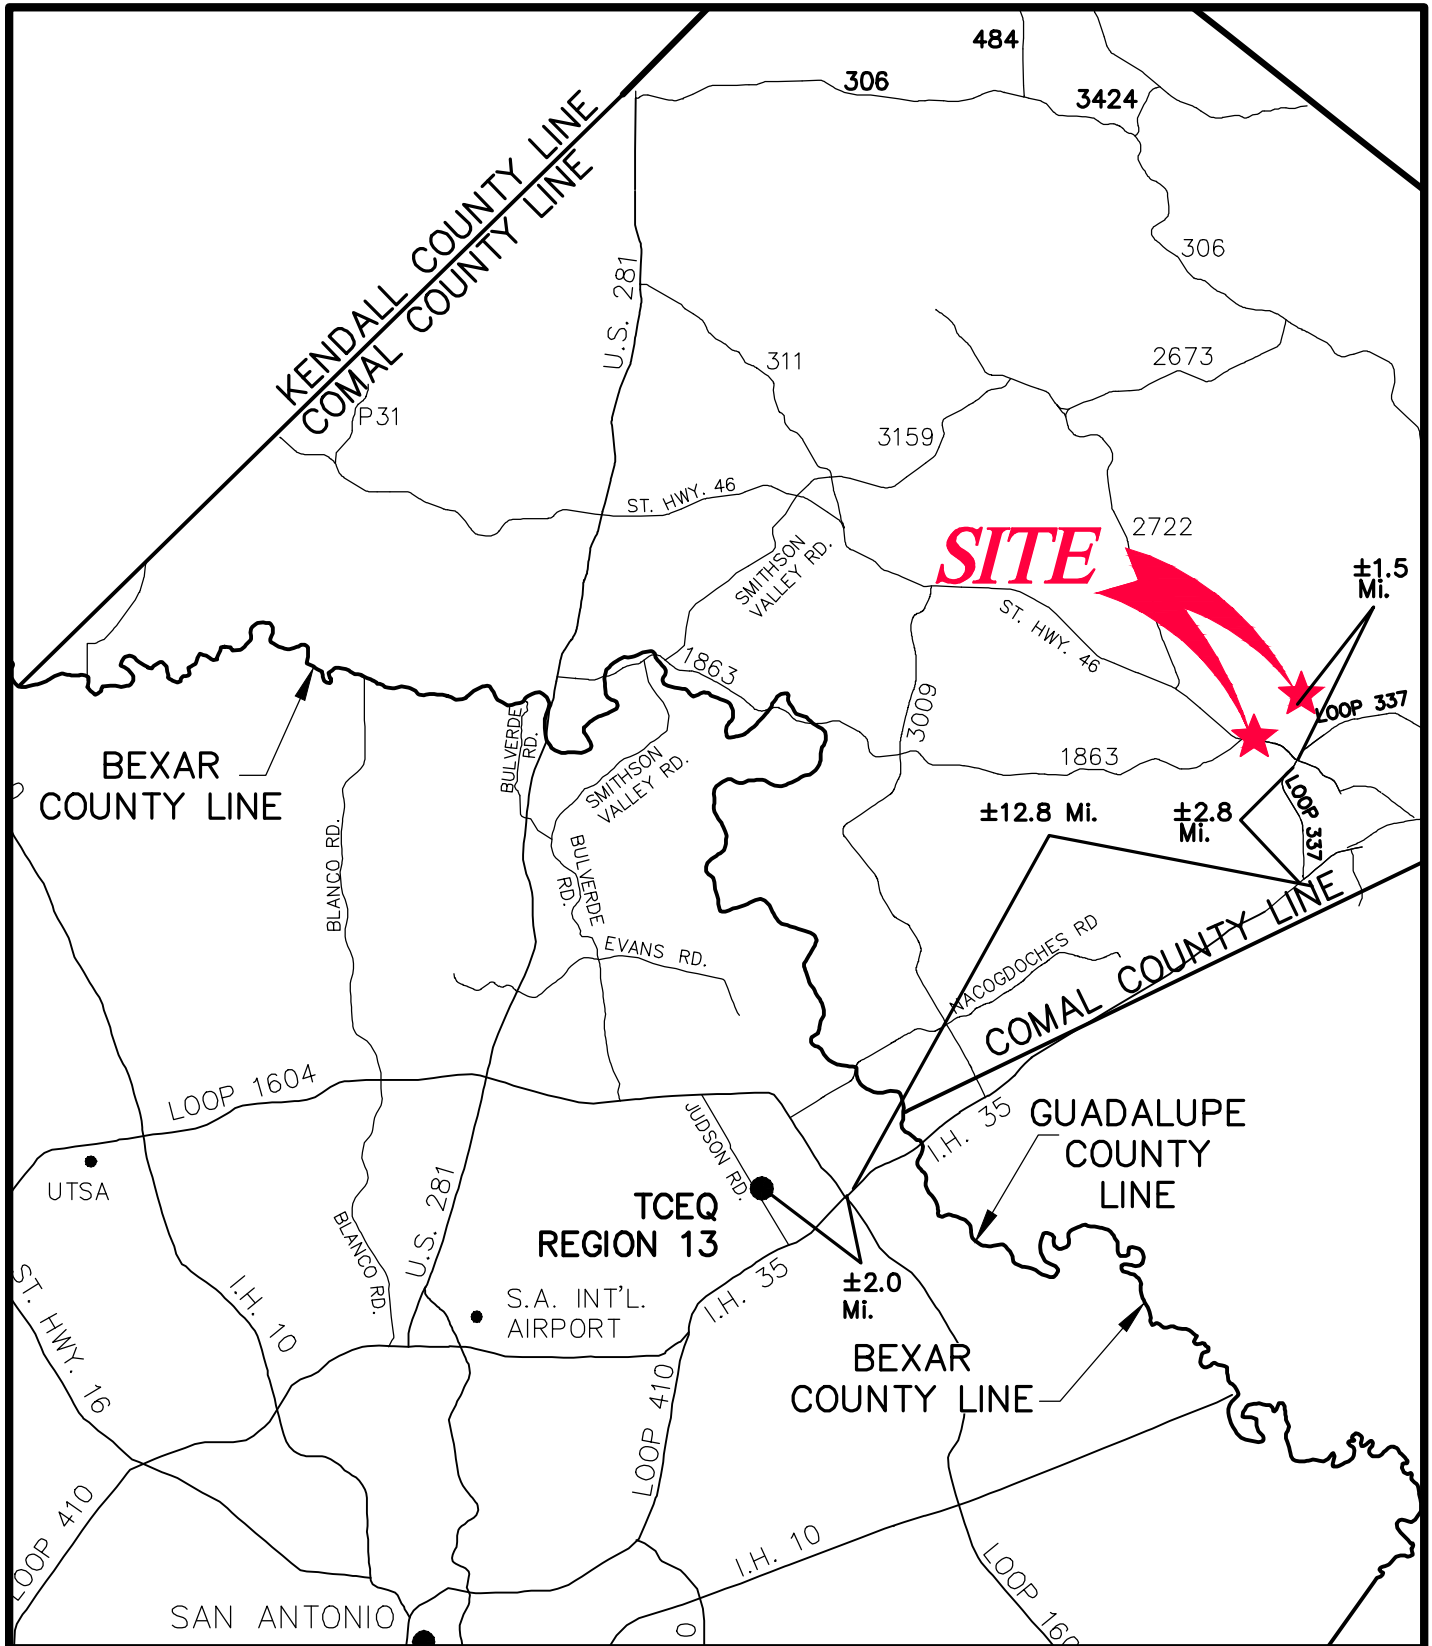 484
306
3424
KENDALL COUNTY LINE
COMAL COUNTY LINE
306
U.S. 281
311
2673
P31
3159
ST. HWY. 46
2722
SITE
SMITHSON
VALLEY RD.
±1.5
Mi.
ST. HWY. 46
1863
3009
LOOP 337
BULVERDE
RD.
BEXAR
COUNTY LINE
SMITHSON
VALLEY RD.
1863
LOOP 337
±12.8 Mi.
±2.8
Mi.
BLANCO RD.
BULVERDE
RD.
EVANS RD.
NACOGDOCHES RD
COMAL COUNTY LINE
LOOP 1604
JUDSON RD.
I.H. 35
GUADALUPE
COUNTY
LINE
UTSA
U.S. 281
TCEQ
REGION 13
BLANCO RD.
ST. HWY. 16
I.H. 10
S.A. INT'L.
AIRPORT
I.H. 35
±2.0
Mi.
BEXAR
COUNTY LINE
LOOP 410
LOOP 410
I.H. 10
LOOP 160
SAN ANTONIO
0